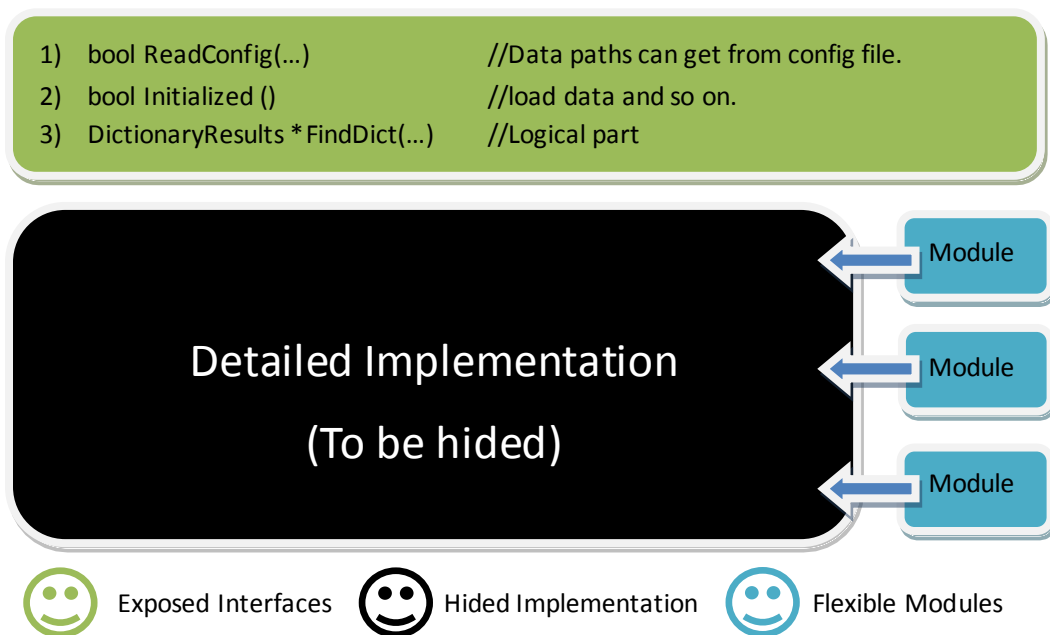 1) bool ReadConfig(…) //Data paths can get from config file.
2) bool Initialized () //load data and so on.
3) DictionaryResults *FindDict(…) //Logical part
Module
Detailed Implementation
Module
(To be hided)
Module
Exposed Interfaces Hided Implementation Flexible Modules